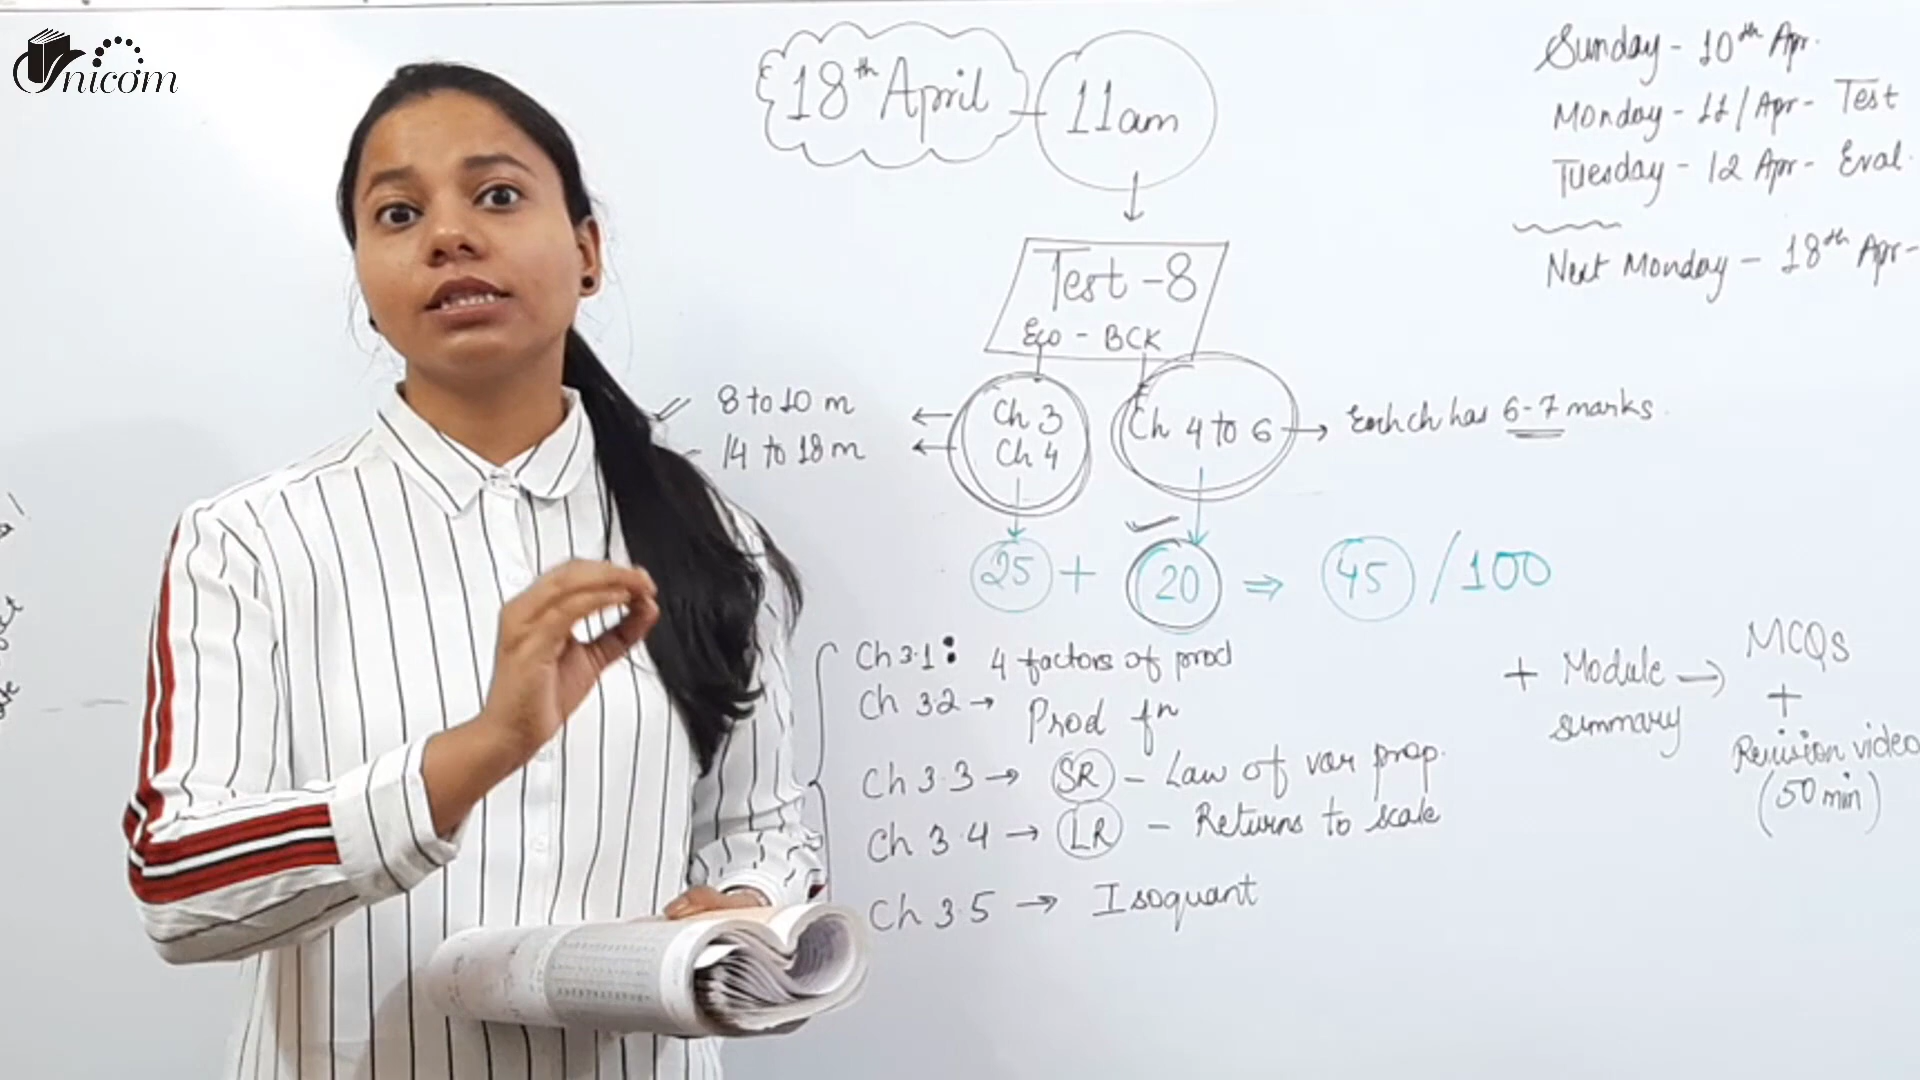 Unicom
18th April - 11am
Sunday - 10th Apr.
Monday - 11/Apr - Test
Tuesday - 12 Apr - Eval.
Next Monday - 18th Apr -
Test - 8
Eco - BCK
8 to 10 m ← Ch 3
14 to 18 m ← Ch 4
Ch 4 to 6 → Each ch has 6-7 marks.
25 + 20 ⇒ 45 / 100
Ch 3.1: 4 factors of prod
Ch 3.2 → Prod fn
Ch 3.3 → SR - Law of var prop.
Ch 3.4 → LR - Returns to scale
Ch 3.5 → Isoquant
+ Module summary → MCQs
+
Revision video
(50 min)